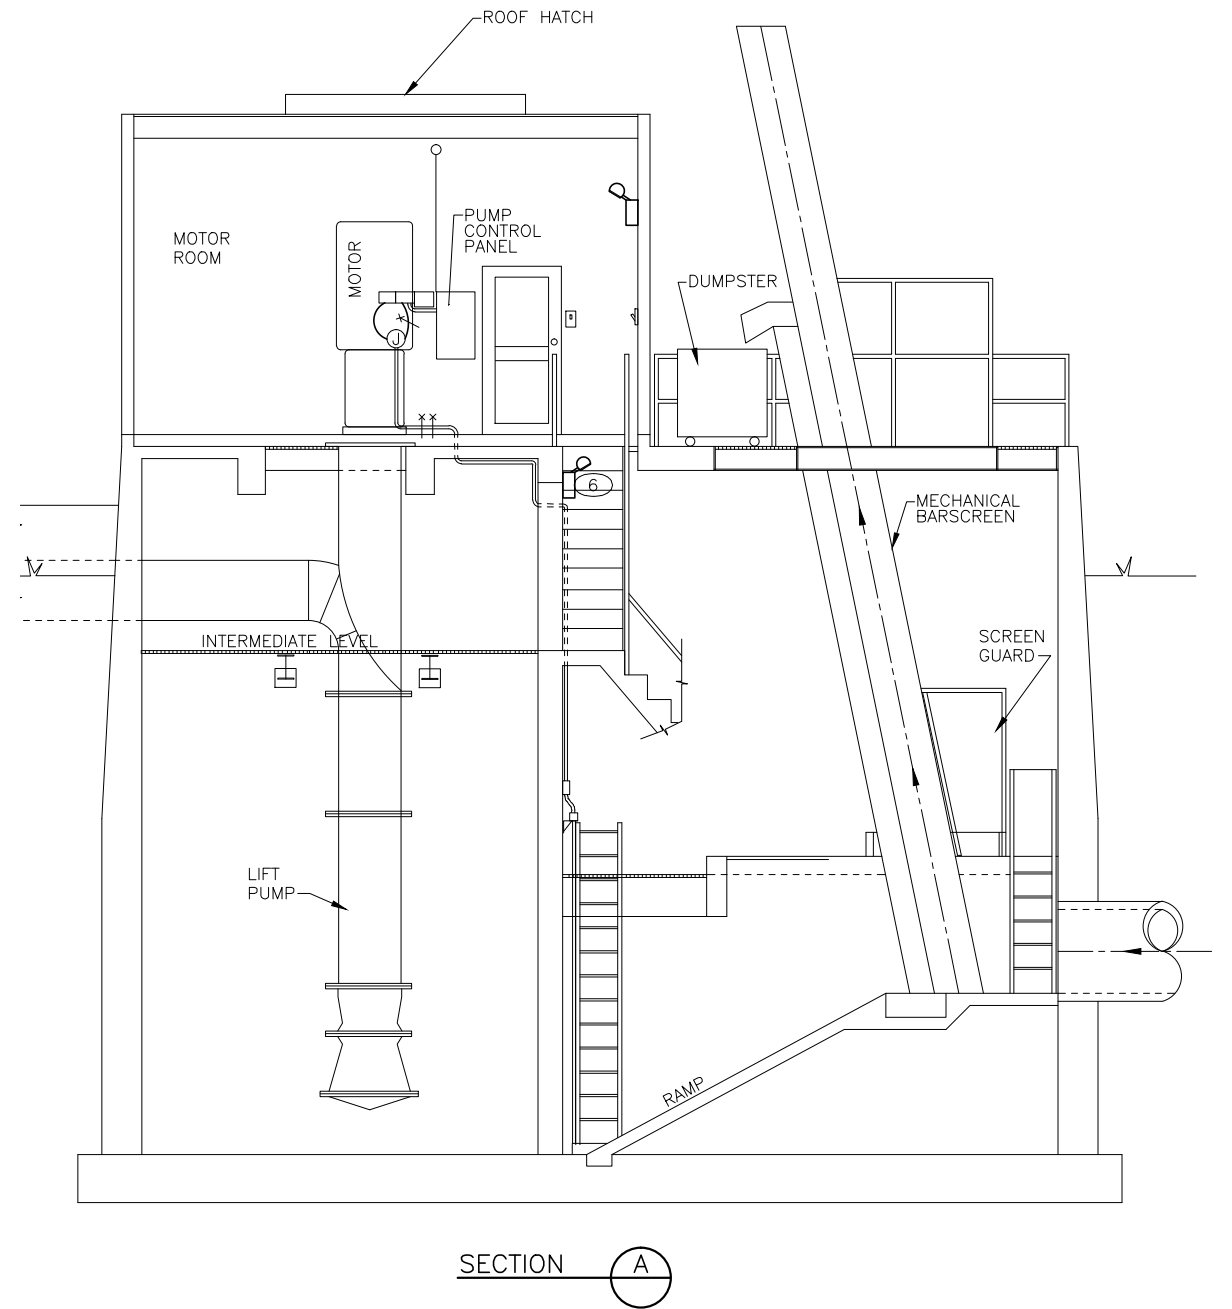 ROOF HATCH
MOTOR
ROOM
MOTOR
PUMP
CONTROL
PANEL
J
DUMPSTER
6
MECHANICAL
BARSCREEN
INTERMEDIATE LEVEL
SCREEN
GUARD
LIFT
PUMP
RAMP
SECTION A